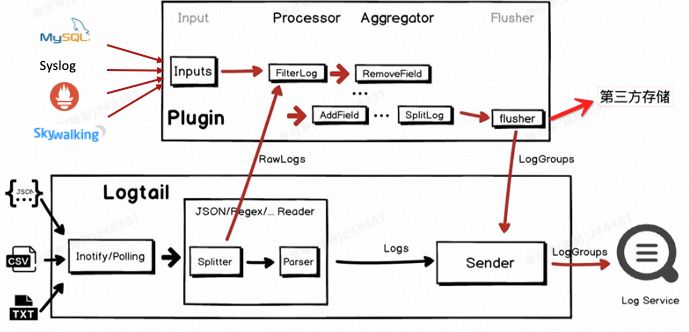 Input
Processor
Aggregator
Flusher
MySQL
Syslog
Skywalking
Inputs
FilterLog
RemoveField
...
AddField
...
SplitLog
flusher
Plugin
第三方存储
RawLogs
LogGroups
Logtail
{JSON}
JSON/Regex/... Reader
CSV
Inotify/Polling
Splitter
Parser
Logs
Sender
LogGroups
TXT
Log Service